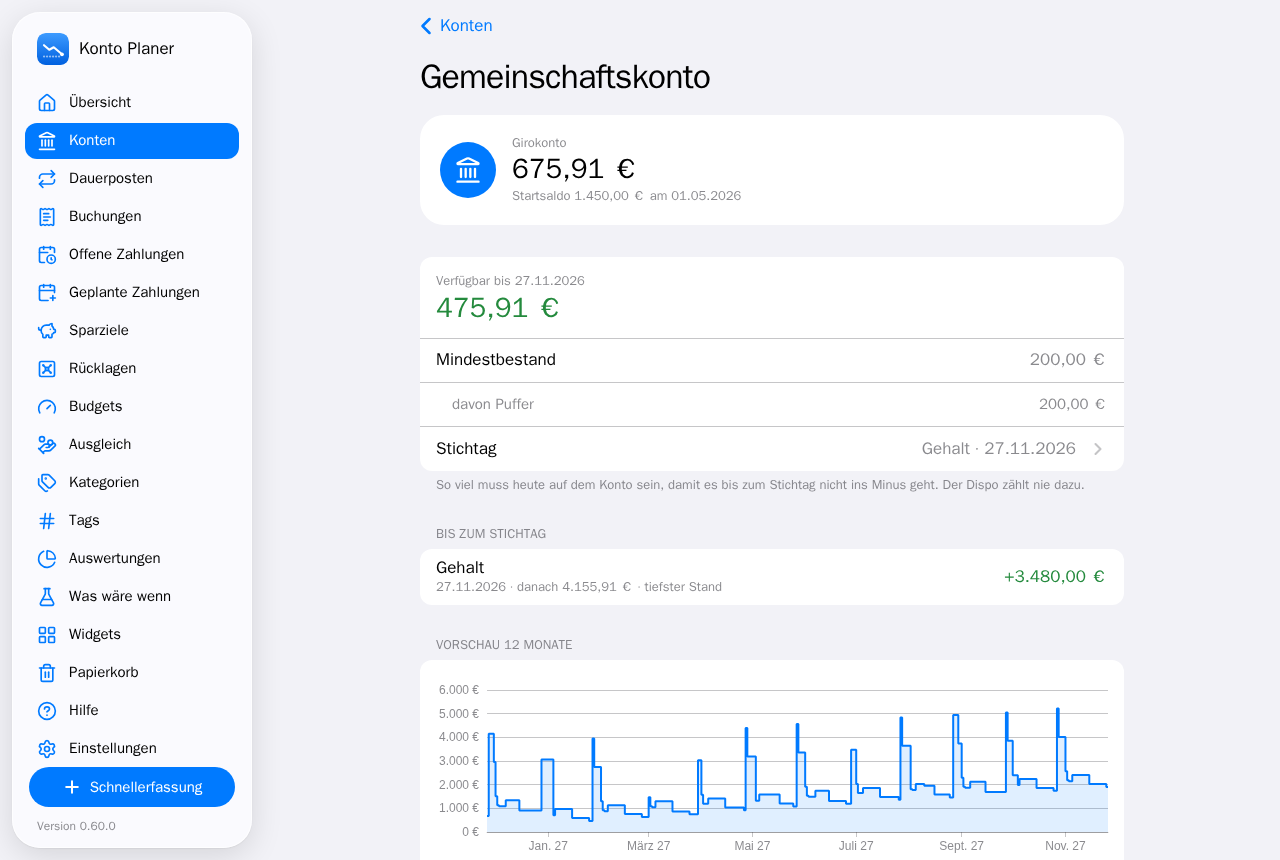 Konto Planer
Übersicht
Konten
Dauerposten
Buchungen
Offene Zahlungen
Geplante Zahlungen
Sparziele
Rücklagen
Budgets
Ausgleich
Kategorien
Tags
Auswertungen
Was wäre wenn
Widgets
Papierkorb
Hilfe
Einstellungen
Schnellerfassung
Version 0.60.0
Konten
Gemeinschaftskonto
Girokonto
675,91 €
Startsaldo 1.450,00 € am 01.05.2026
Verfügbar bis 27.11.2026
475,91 €
Mindestbestand 200,00 €
davon Puffer 200,00 €
Stichtag Gehalt · 27.11.2026
So viel muss heute auf dem Konto sein, damit es bis zum Stichtag nicht ins Minus geht. Der Dispo zählt nie dazu.
BIS ZUM STICHTAG
Gehalt +3.480,00 €
27.11.2026 · danach 4.155,91 € · tiefster Stand
VORSCHAU 12 MONATE
6.000 €
5.000 €
4.000 €
3.000 €
2.000 €
1.000 €
0 €
Jan. 27 März 27 Mai 27 Juli 27 Sept. 27 Nov. 27